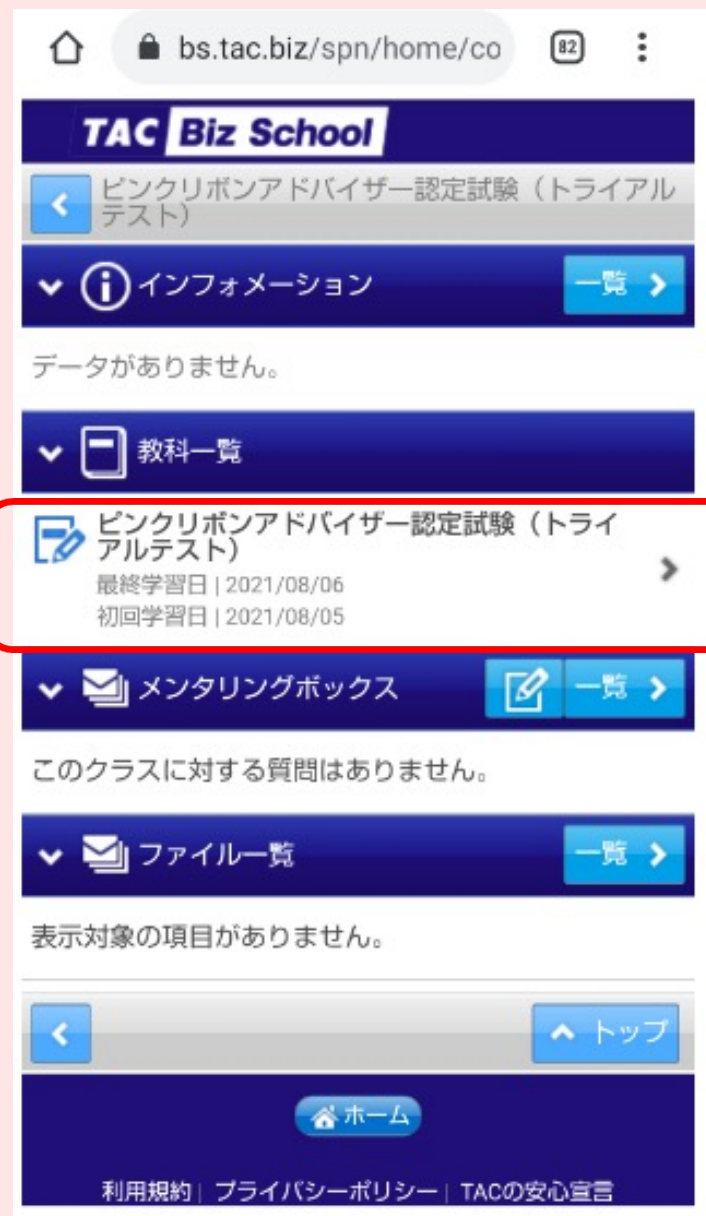 bs.tac.biz/spn/home/co
82
TAC Biz School
ピンクリボンアドバイザー認定試験（トライアル
テスト）
インフォメーション
一覧
データがありません。
教科一覧
ピンクリボンアドバイザー認定試験（トライ
アルテスト）
最終学習日 | 2021/08/06
初回学習日 | 2021/08/05
メンタリングボックス
一覧
このクラスに対する質問はありません。
ファイル一覧
一覧
表示対象の項目がありません。
トップ
ホーム
利用規約 | プライバシーポリシー | TACの安心宣言